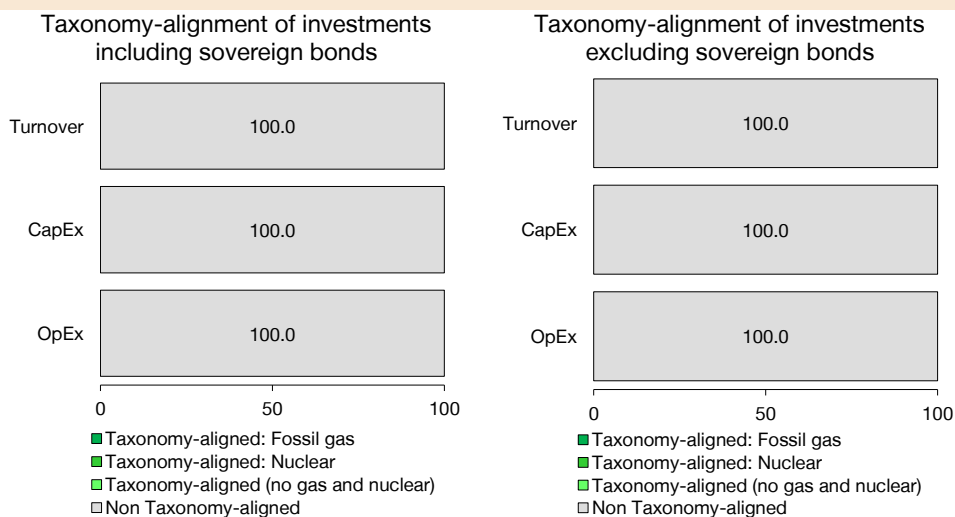 Taxonomy-alignment of investments
including sovereign bonds
Turnover
100.0
CapEx
100.0
OpEx
100.0
0 50 100
Taxonomy-aligned: Fossil gas
Taxonomy-aligned: Nuclear
Taxonomy-aligned (no gas and nuclear)
Non Taxonomy-aligned
Taxonomy-alignment of investments
excluding sovereign bonds
Turnover
100.0
CapEx
100.0
OpEx
100.0
0 50 100
Taxonomy-aligned: Fossil gas
Taxonomy-aligned: Nuclear
Taxonomy-aligned (no gas and nuclear)
Non Taxonomy-aligned